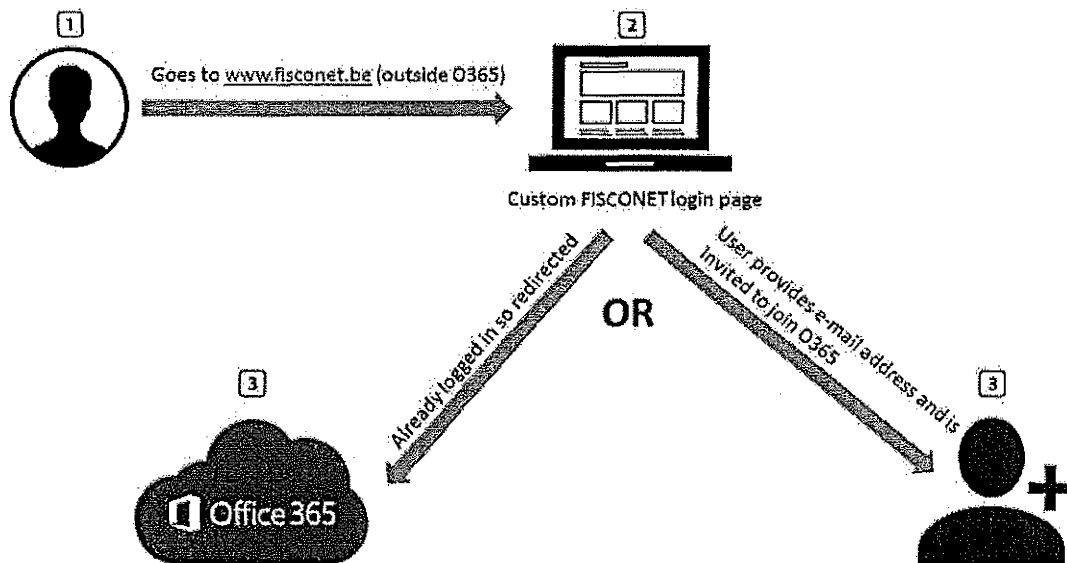 1
2
Goes to www.fisconet.be (outside O365)
Custom FISCONET login page
Already logged in so redirected
OR
User provides e-mail address and is
invited to join O365
3
3
Office 365